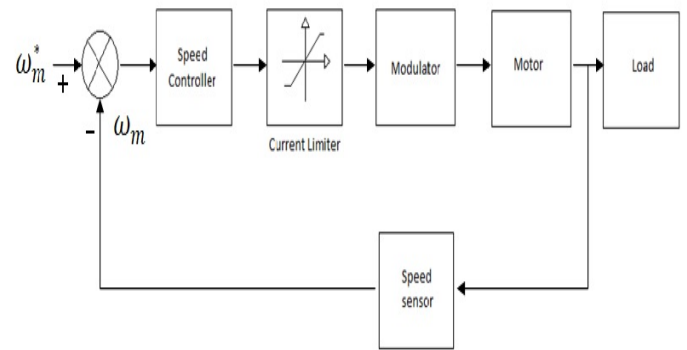 ω*m
+
Speed
Controller
Current Limiter
Modulator
Motor
Load
-
ωm
Speed
sensor